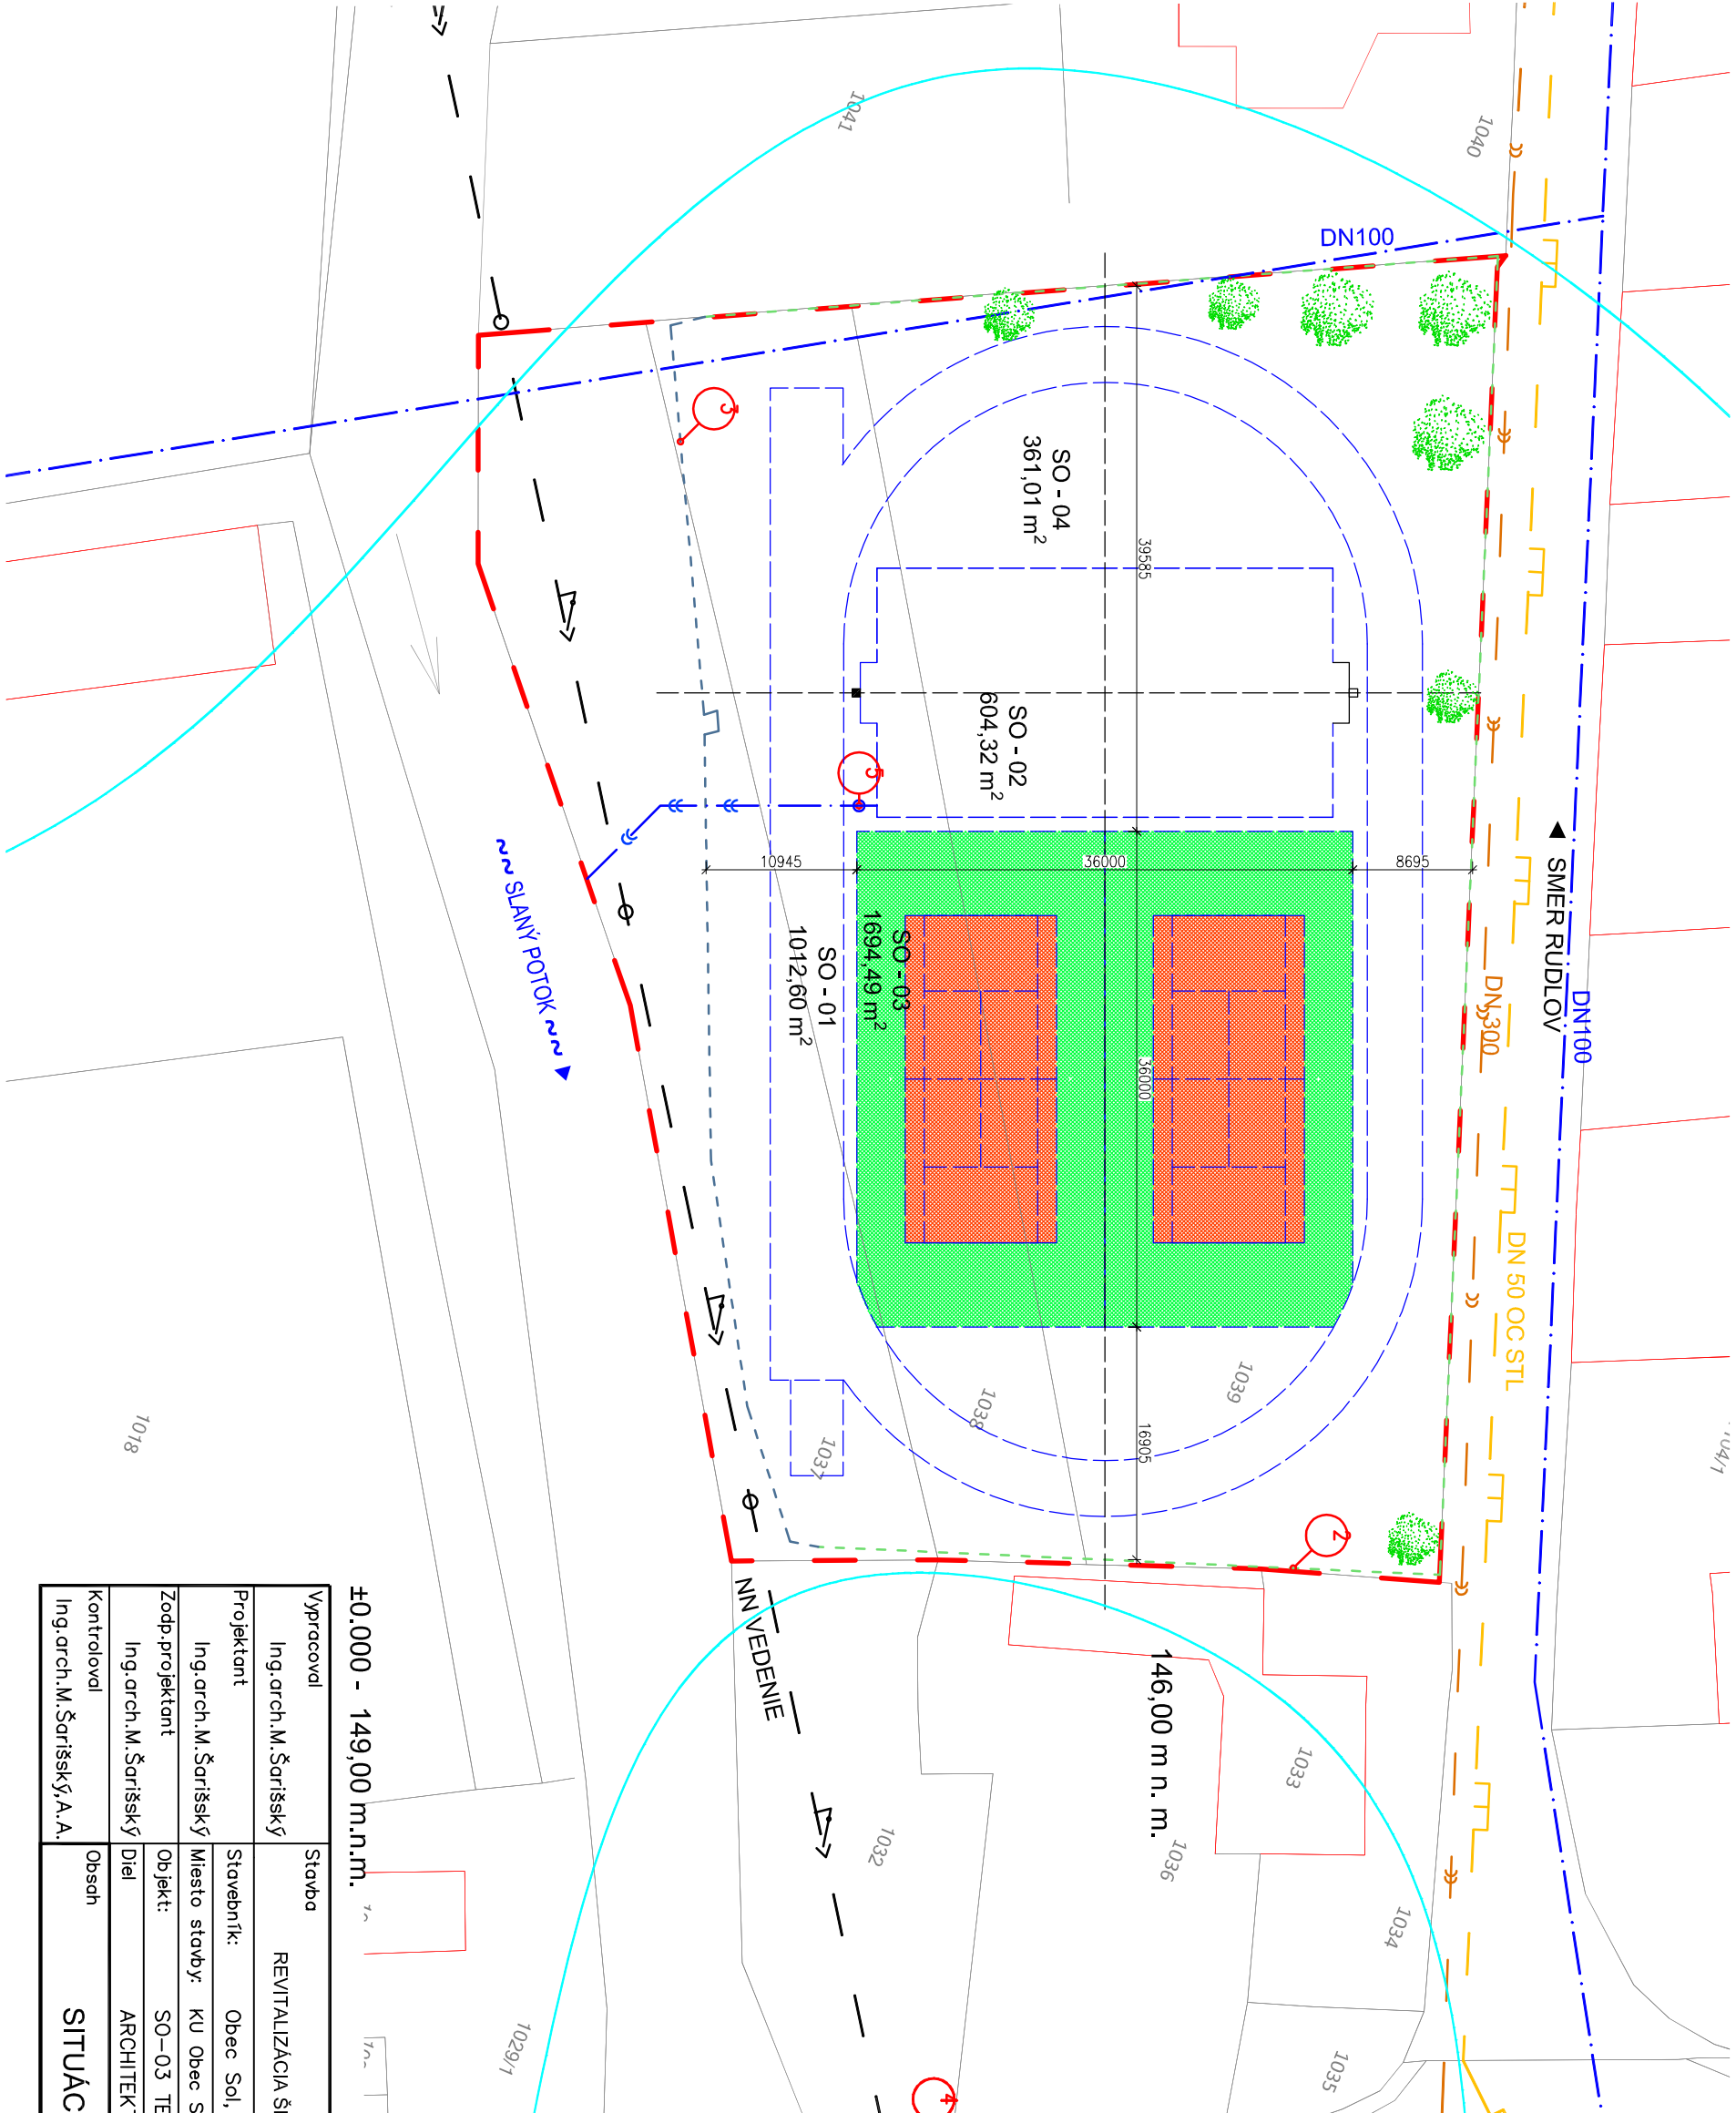 1041
1040
DN100
3
SO - 04
361,01 m²
39585
SO - 02
604,32 m²
5
10945
36000
8695
▲ SMER RUDLOV
~~ SLANÝ POTOK ~~
SO - 03
1694,49 m²
SO - 01
1012,60 m²
36000
DN 300
DN100
DN 50 OC STL
1039
1038
1037
16905
1018
2
NN VEDENIE
146,00 m n. m.
1033
1032
1036
1034
1035
1029/1
4
±0.000 - 149,00 m.n.m.
Vypracoval
Ing.arch.M.Šarišský
Projektant
Ing.arch.M.Šarišský
Zodp.projektant
Ing.arch.M.Šarišský
Kontroloval
Ing.arch.M.Šarišský,A.A.
Stavba
REVITALIZÁCIA
Stavebník: Obec Sol,
Miesto stavby: KU Obec
Objekt: SO-03
Diel
Obsah